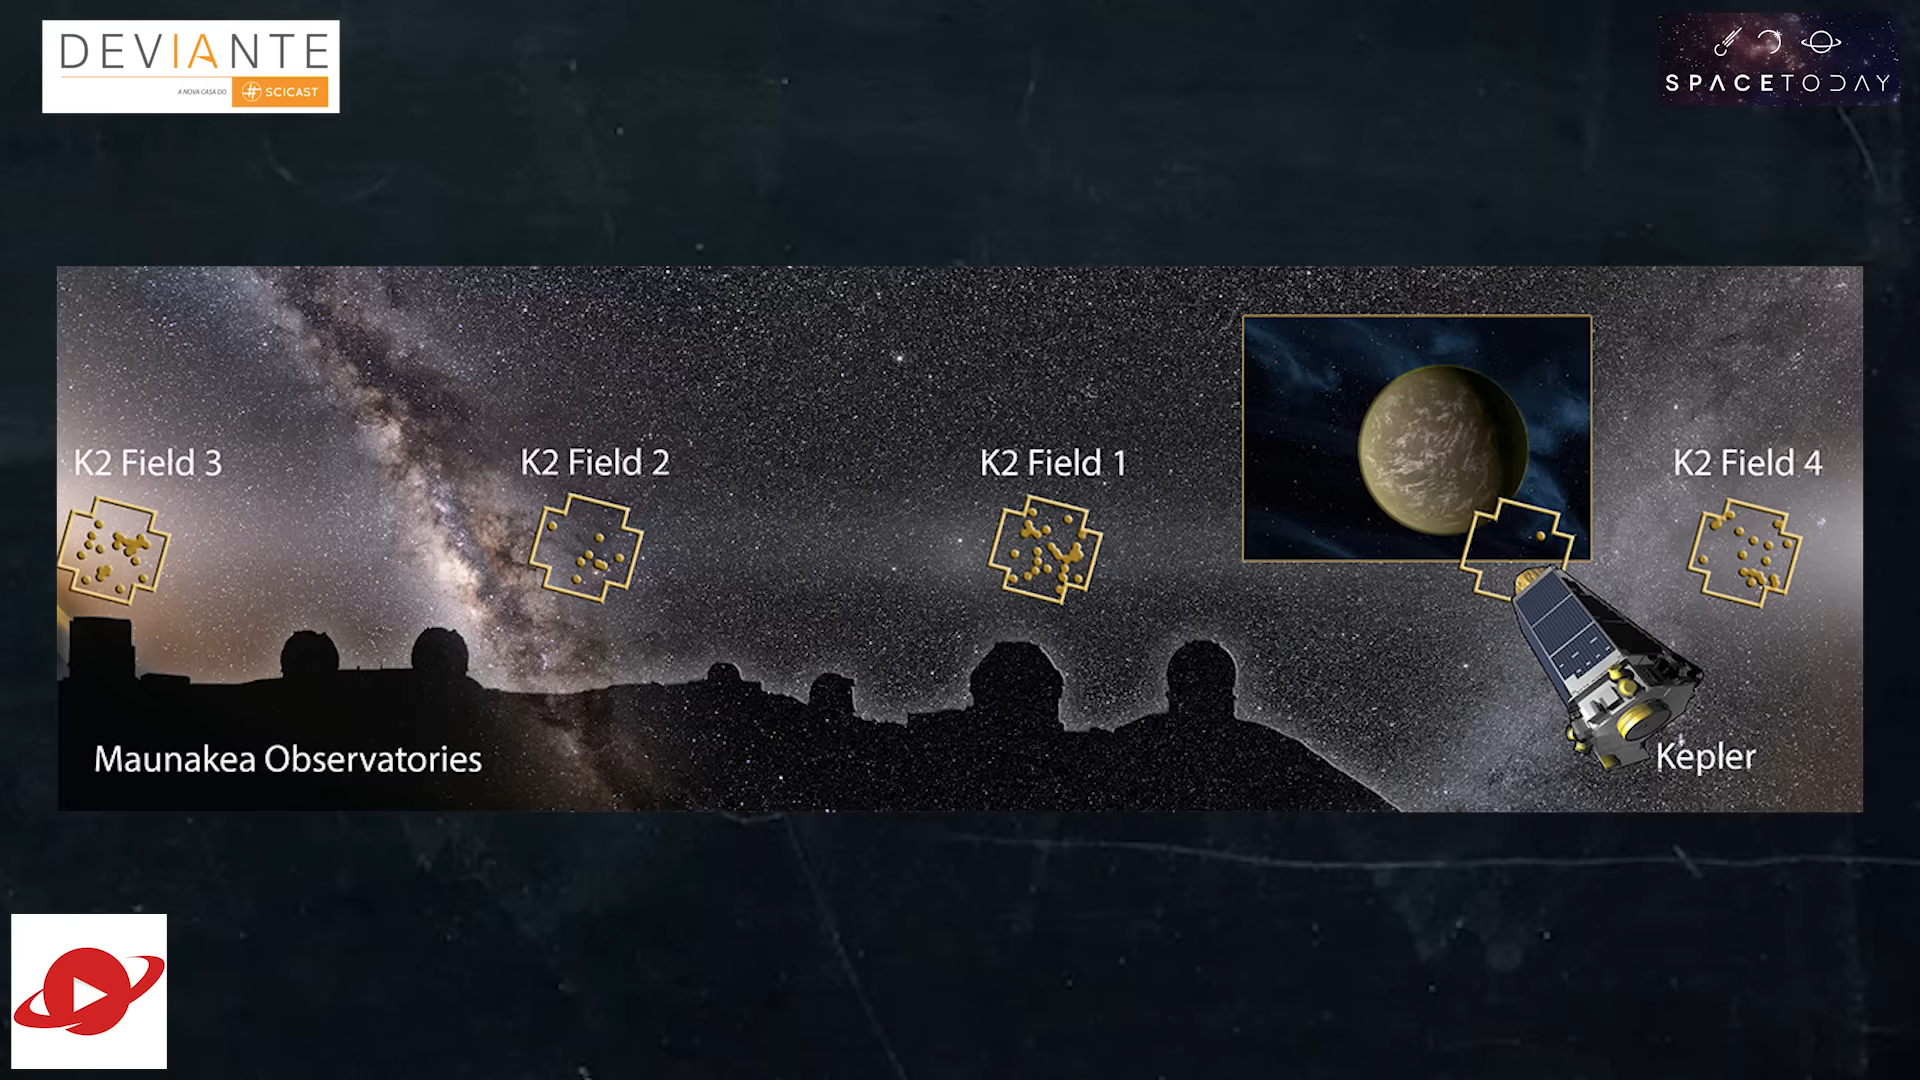 DEVIANTE
A NOVA CASA DO
SCICAST
SPACETODAY
K2 Field 3
K2 Field 2
K2 Field 1
K2 Field 4
Maunakea Observatories
Kepler